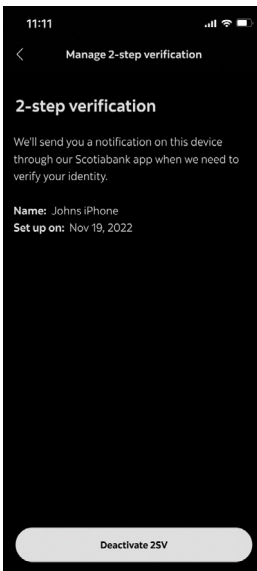 11:11
Manage 2-step verification
2-step verification
We'll send you a notification on this device
through our Scotiabank app when we need to
verify your identity.
Name: Johns iPhone
Set up on: Nov 19, 2022
Deactivate 2SV